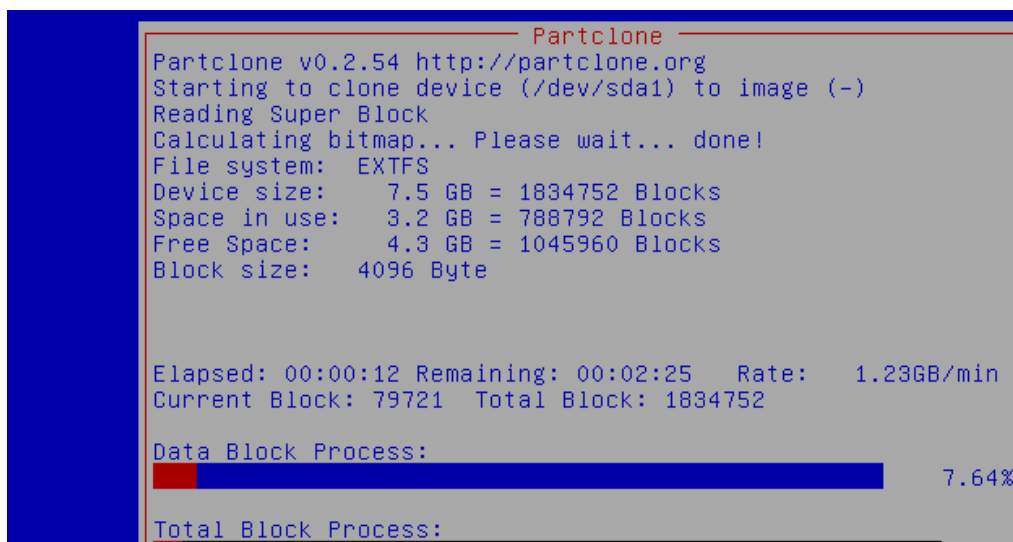 Partclone
Partclone v0.2.54 http://partclone.org
Starting to clone device (/dev/sda1) to image (-)
Reading Super Block
Calculating bitmap... Please wait... done!
File system:  EXTFS
Device size:    7.5 GB = 1834752 Blocks
Space in use:   3.2 GB = 788792 Blocks
Free Space:     4.3 GB = 1045960 Blocks
Block size:   4096 Byte
Elapsed: 00:00:12 Remaining: 00:02:25   Rate:   1.23GB/min
Current Block: 79721  Total Block: 1834752
Data Block Process:
7.64%
Total Block Process: